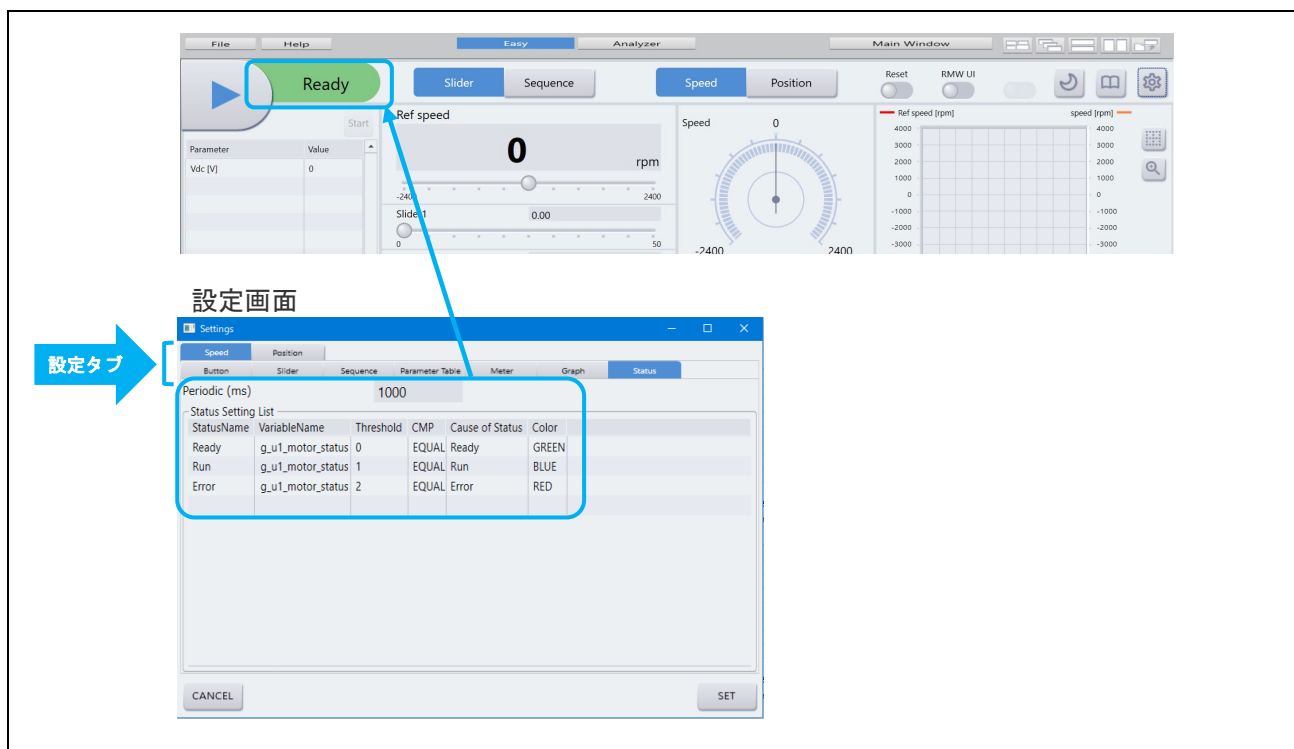 File Help Easy Analyzer Main Window
Ready Slider Sequence Speed Position Reset RMW UI
Start
Parameter Value
Vdc [V] 0
Ref speed
0 rpm
-2400 2400
Slider1 0.00
0 50
Speed 0
-2400 2400
Ref speed [rpm] speed [rpm]
4000 4000
3000 3000
2000 2000
1000 1000
0 0
-1000 -1000
-2000 -2000
-3000 -3000
設定画面
設定タブ
Settings
Speed Position
Button Slider Sequence Parameter Table Meter Graph Status
Periodic (ms) 1000
Status Setting List
StatusName VariableName Threshold CMP Cause of Status Color
Ready g_u1_motor_status 0 EQUAL Ready GREEN
Run g_u1_motor_status 1 EQUAL Run BLUE
Error g_u1_motor_status 2 EQUAL Error RED
CANCEL SET